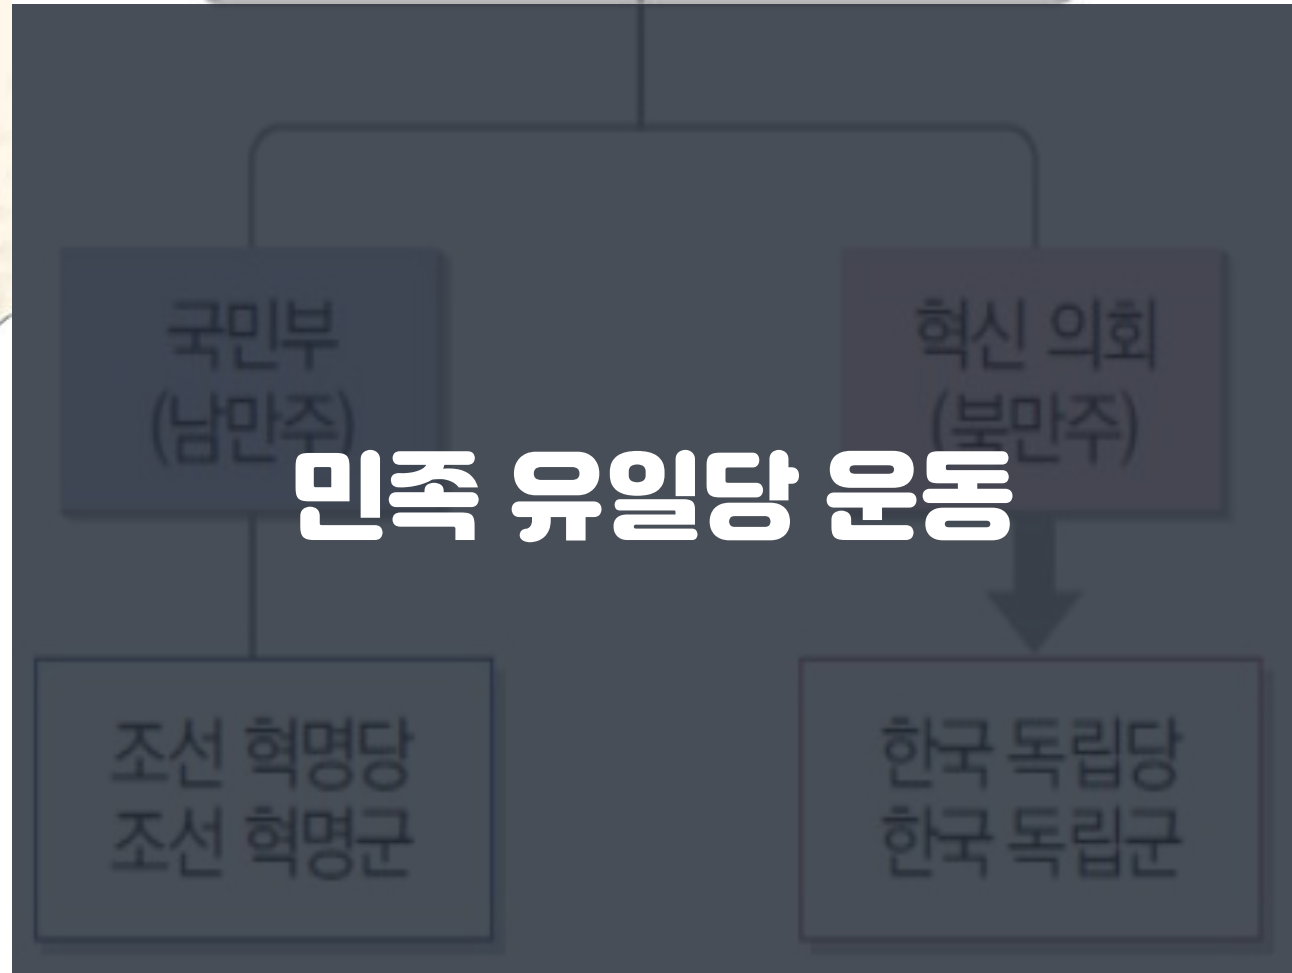 국민부
(남만주)
혁신 의회
(북만주)
민족 유일당 운동
조선 혁명당
조선 혁명군
한국 독립당
한국 독립군